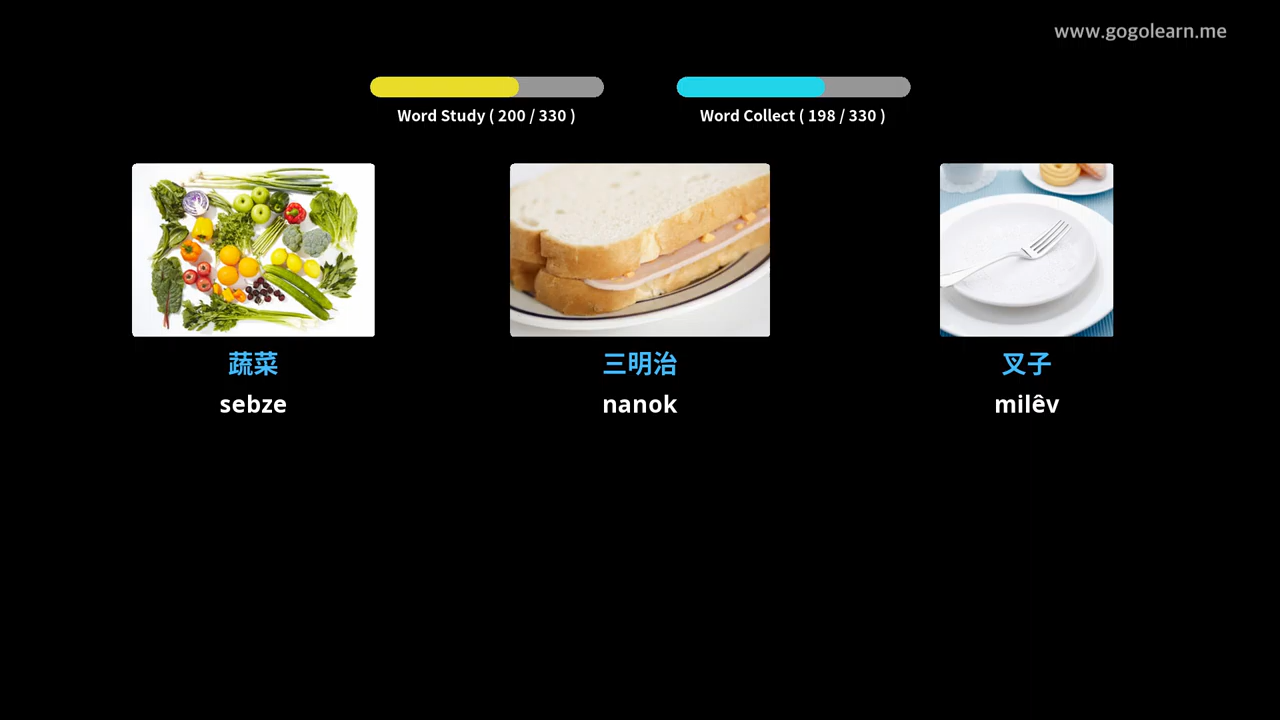 www.gogolearn.me
Word Study ( 200 / 330 )
Word Collect ( 198 / 330 )
蔬菜
三明治
叉子
sebze
nanok
milêv